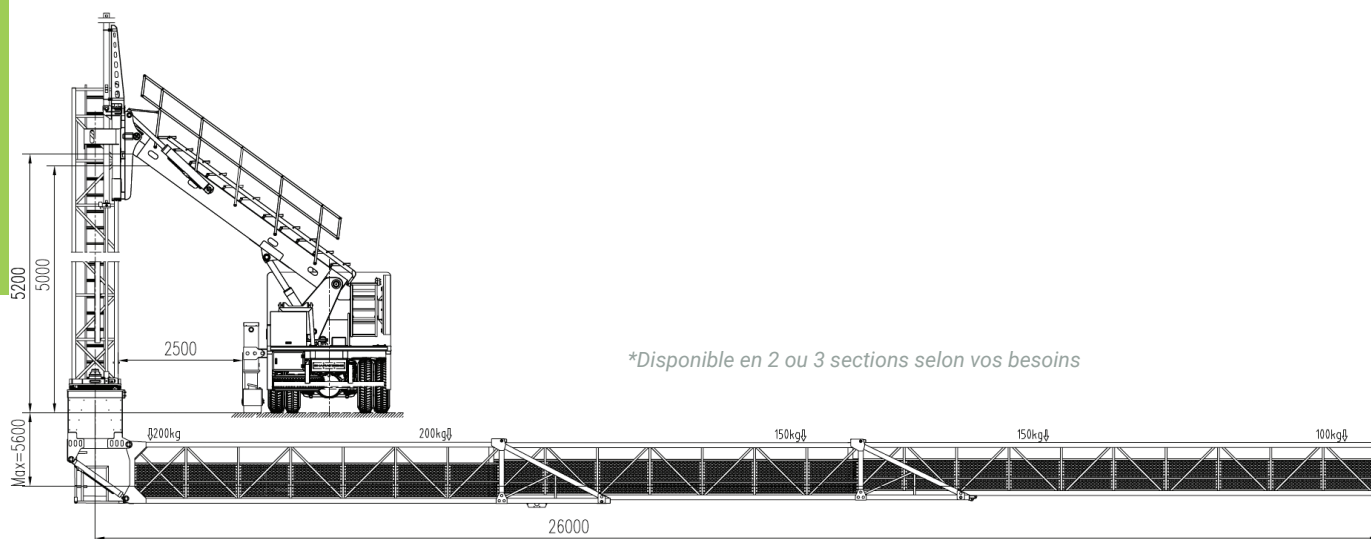 5200
5000
2500
*Disponible en 2 ou 3 sections selon vos besoins
Max=5600
200kg
200kg
150kg
150kg
100kg
26000